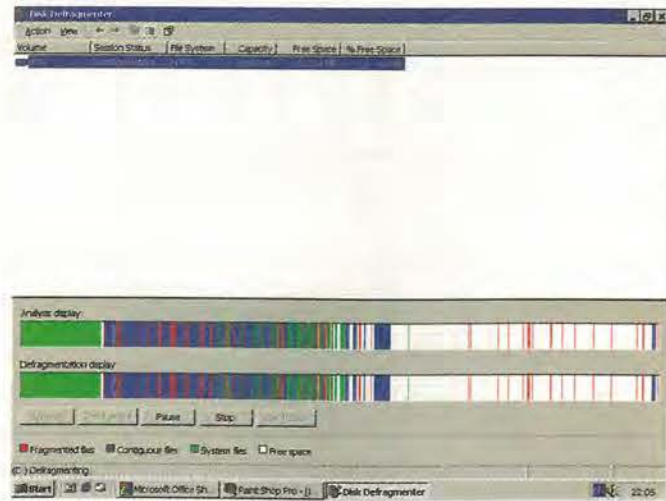 Disk Defragmenter
Action View
Volume Session Status File System Capacity Free Space % Free Space
Analysis display
Defragmentation display
Pause Stop
Fragmented files Contiguous files System files Free space
(C:) Defragmenting
Start Microsoft Office Sh... Paint Shop Pro - Disk Defragmenter 22:05